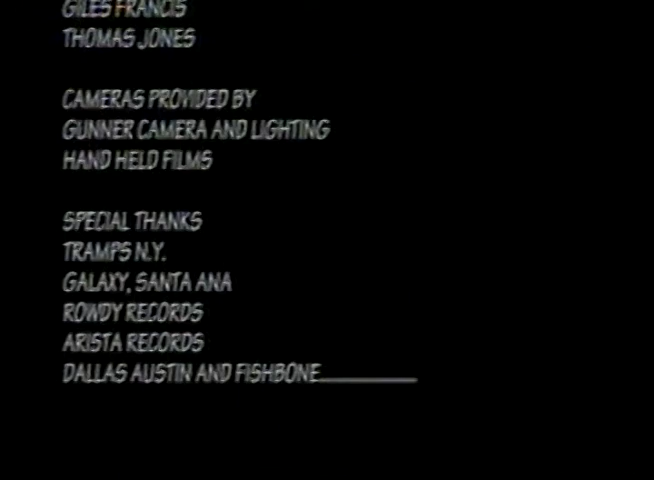 GILES FRANCIS
THOMAS JONES
CAMERAS PROVIDED BY
GUNNER CAMERA AND LIGHTING
HAND HELD FILMS
SPECIAL THANKS
TRAMPS N.Y.
GALAXY, SANTA ANA
ROWDY RECORDS
ARISTA RECORDS
DALLAS AUSTIN AND FISHBONE